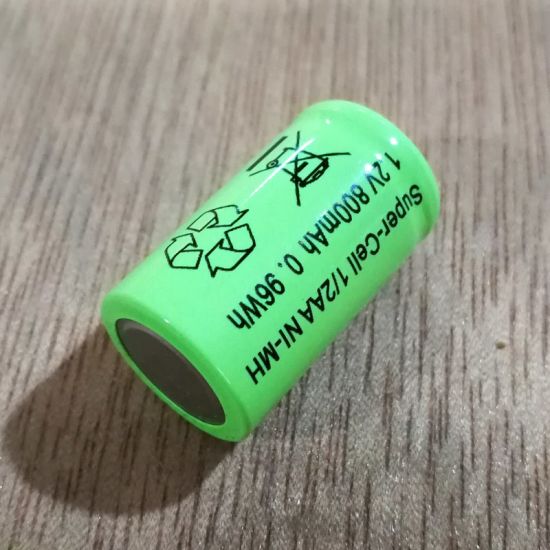 Super-Cell 1/2AA NI-MH
1.2V 800mAh 0.96Wh